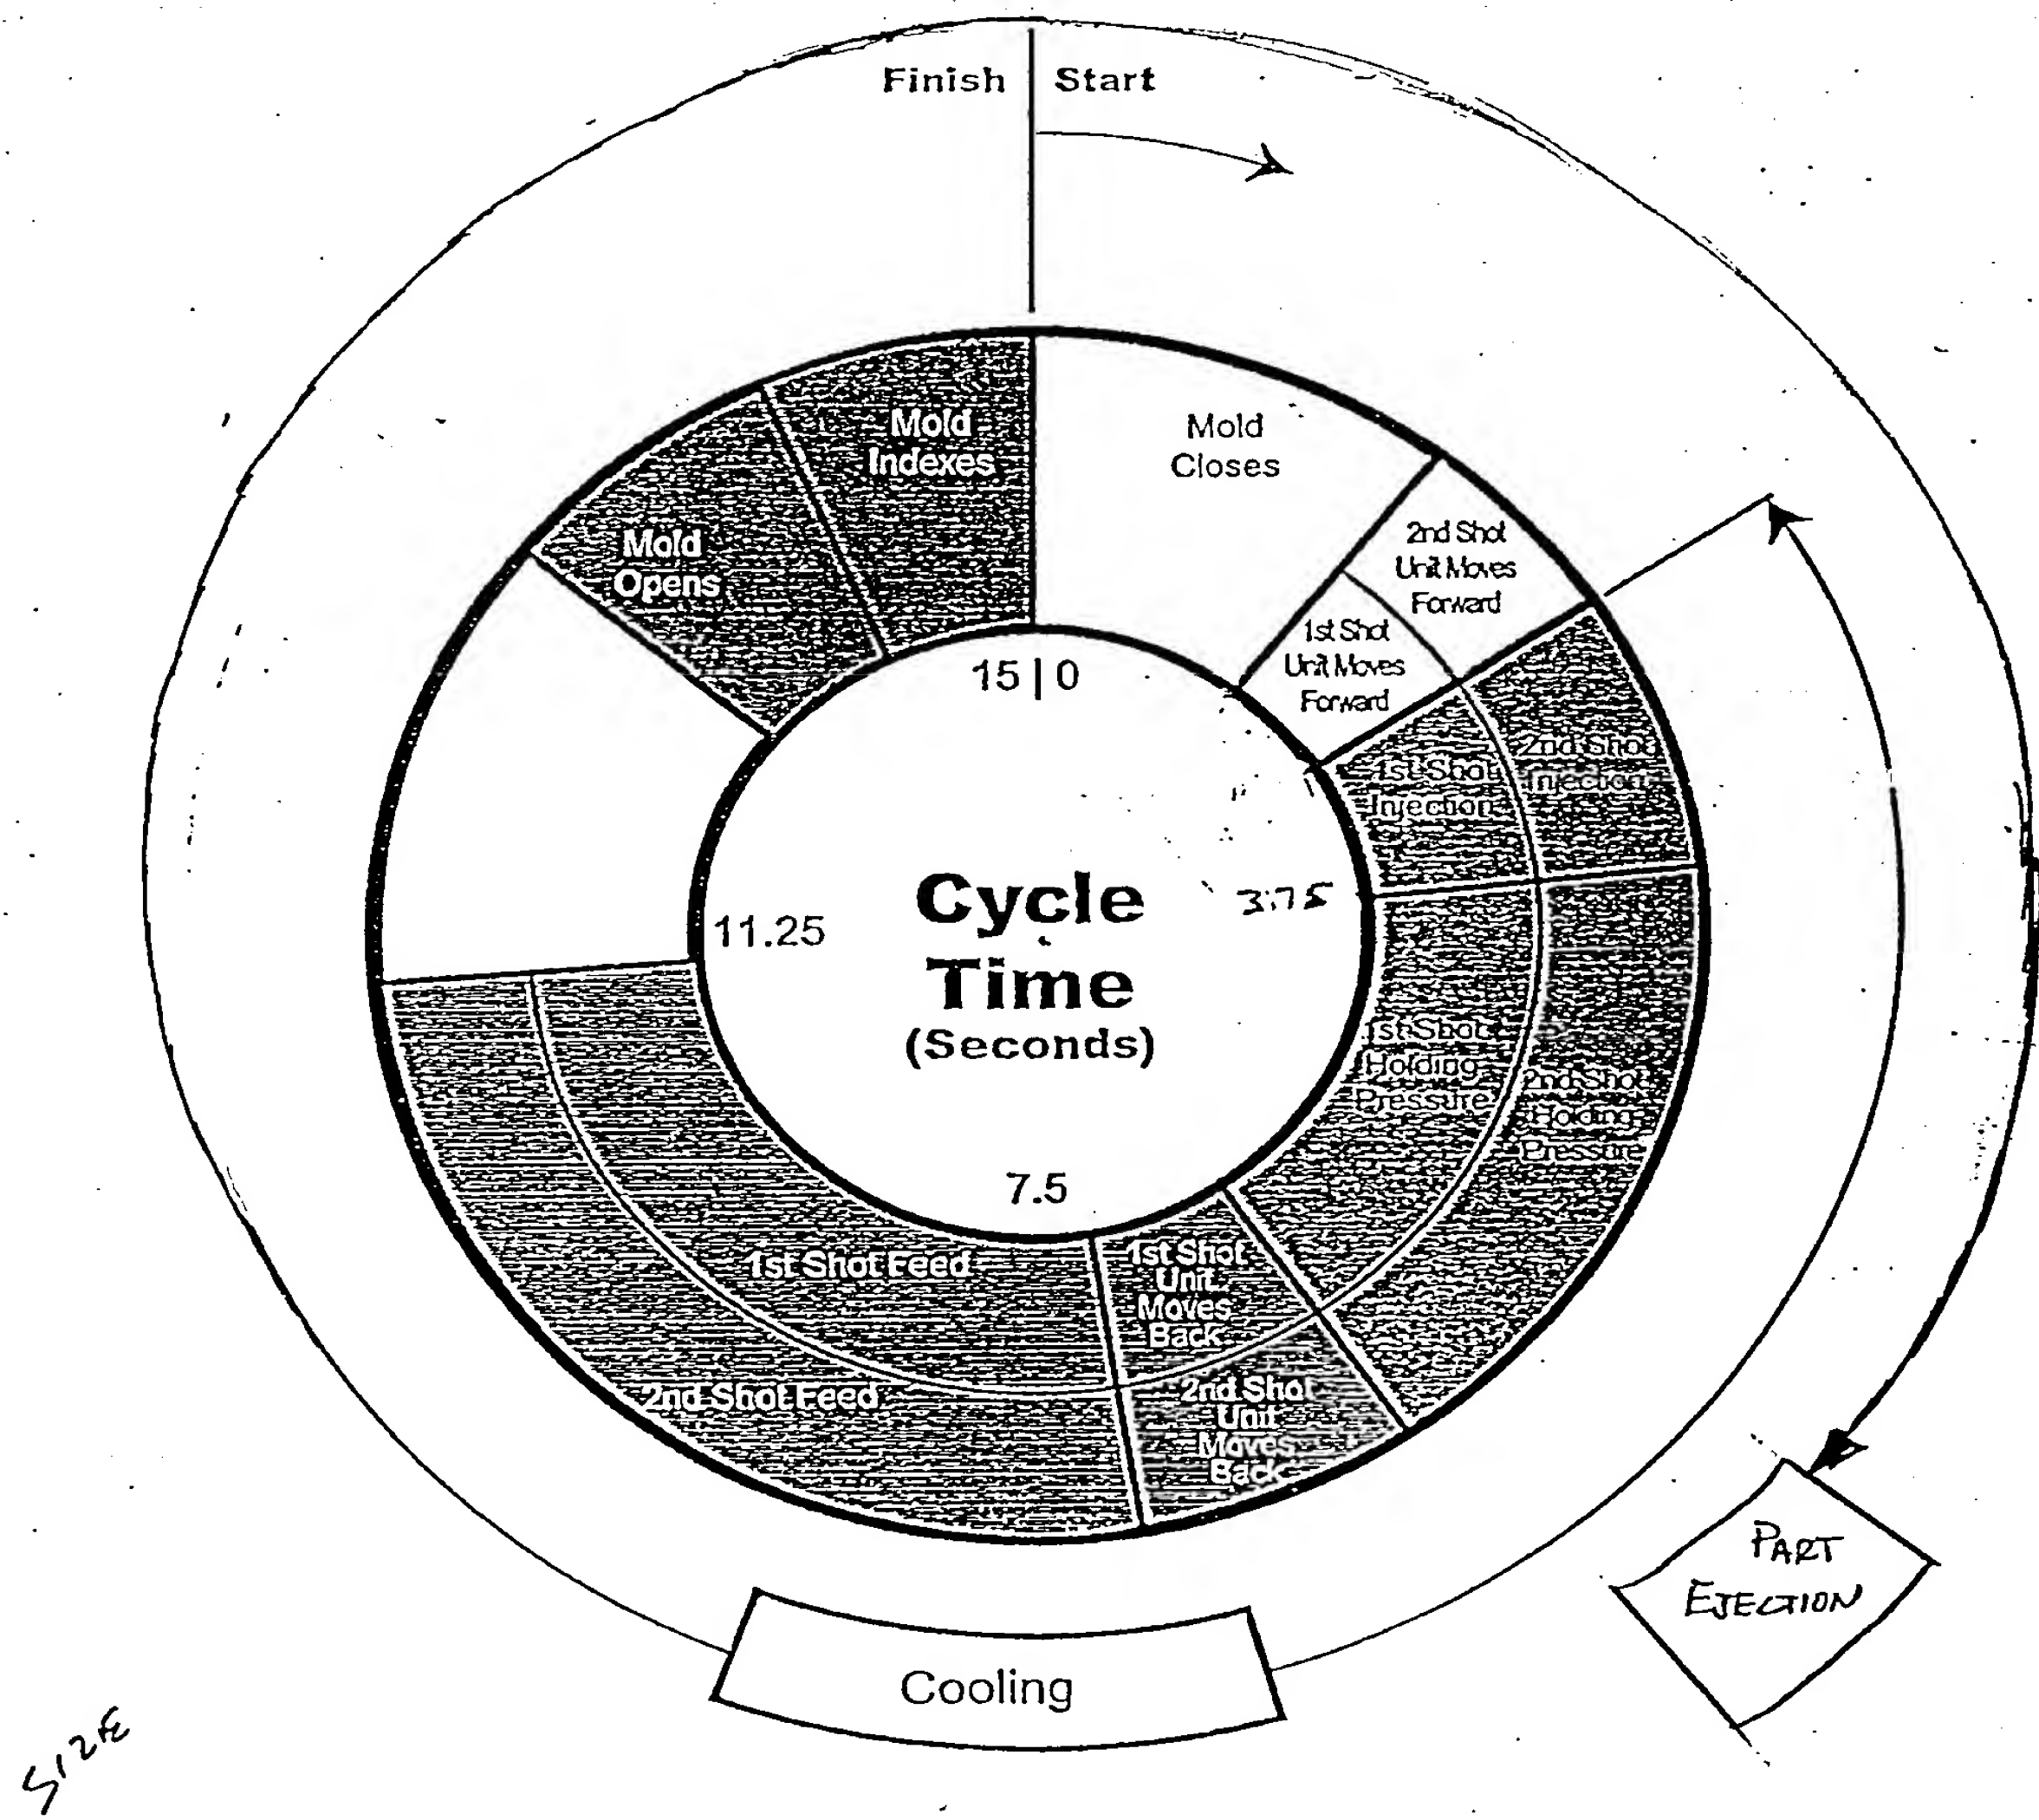 Finish
Start
Mold
Indexes
Mold
Closes
Mold
Opens
2nd Shot
Unit Moves
Forward
1st Shot
Unit Moves
Forward
15 | 0
2nd Shot
Injection
1st Shot
Injection
Cycle
Time
(Seconds)
3.75
11.25
7.5
1st Shot
Holding
Pressure
2nd Shot
Holding
Pressure
1st Shot Feed
1st Shot
Unit
Moves
Back
2nd Shot Feed
2nd Shot
Unit
Moves
Back
PART
EJECTION
Cooling
SIZE